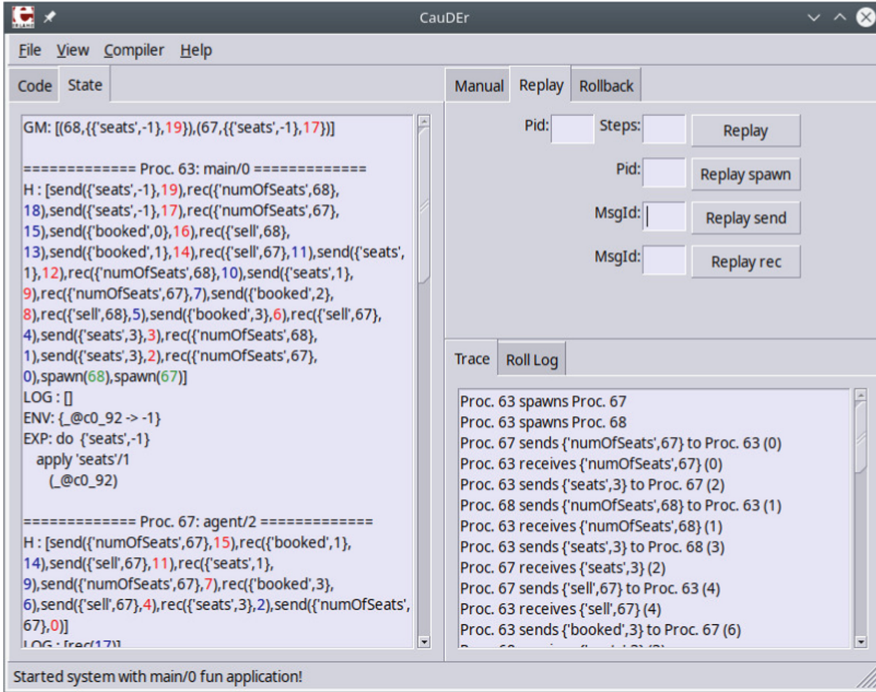 CauDEr
File View Compiler Help
Code State
GM: [(68,{{'seats',-1},19}),(67,{{'seats',-1},17})]
============= Proc. 63: main/0 =============
H : [send({'seats',-1},19),rec({'numOfSeats',68},
18),send({'seats',-1},17),rec({'numOfSeats',67},
15),send({'booked',0},16),rec({'sell',68},
13),send({'booked',1},14),rec({'sell',67},11),send({'seats',
1},12),rec({'numOfSeats',68},10),send({'seats',1},
9),rec({'numOfSeats',67},7),send({'booked',2},
8),rec({'sell',68},5),send({'booked',3},6),rec({'sell',67},
4),send({'seats',3},3),rec({'numOfSeats',68},
1),send({'seats',3},2),rec({'numOfSeats',67},
0),spawn(68),spawn(67)]
LOG : []
ENV: {_@c0_92 -> -1}
EXP: do {'seats',-1}
apply 'seats'/1
(_@c0_92)
============= Proc. 67: agent/2 =============
H : [send({'numOfSeats',67},15),rec({'booked',1},
14),send({'sell',67},11),rec({'seats',1},
9),send({'numOfSeats',67},7),rec({'booked',3},
6),send({'sell',67},4),rec({'seats',3},2),send({'numOfSeats',
67},0)]
LOG : [rec(17)]
Manual Replay Rollback
Pid: Steps: Replay
Pid: Replay spawn
MsgId: Replay send
MsgId: Replay rec
Trace Roll Log
Proc. 63 spawns Proc. 67
Proc. 63 spawns Proc. 68
Proc. 67 sends {'numOfSeats',67} to Proc. 63 (0)
Proc. 63 receives {'numOfSeats',67} (0)
Proc. 63 sends {'seats',3} to Proc. 67 (2)
Proc. 68 sends {'numOfSeats',68} to Proc. 63 (1)
Proc. 63 receives {'numOfSeats',68} (1)
Proc. 63 sends {'seats',3} to Proc. 68 (3)
Proc. 67 receives {'seats',3} (2)
Proc. 67 sends {'sell',67} to Proc. 63 (4)
Proc. 63 receives {'sell',67} (4)
Proc. 63 sends {'booked',3} to Proc. 67 (6)
Started system with main/0 fun application!